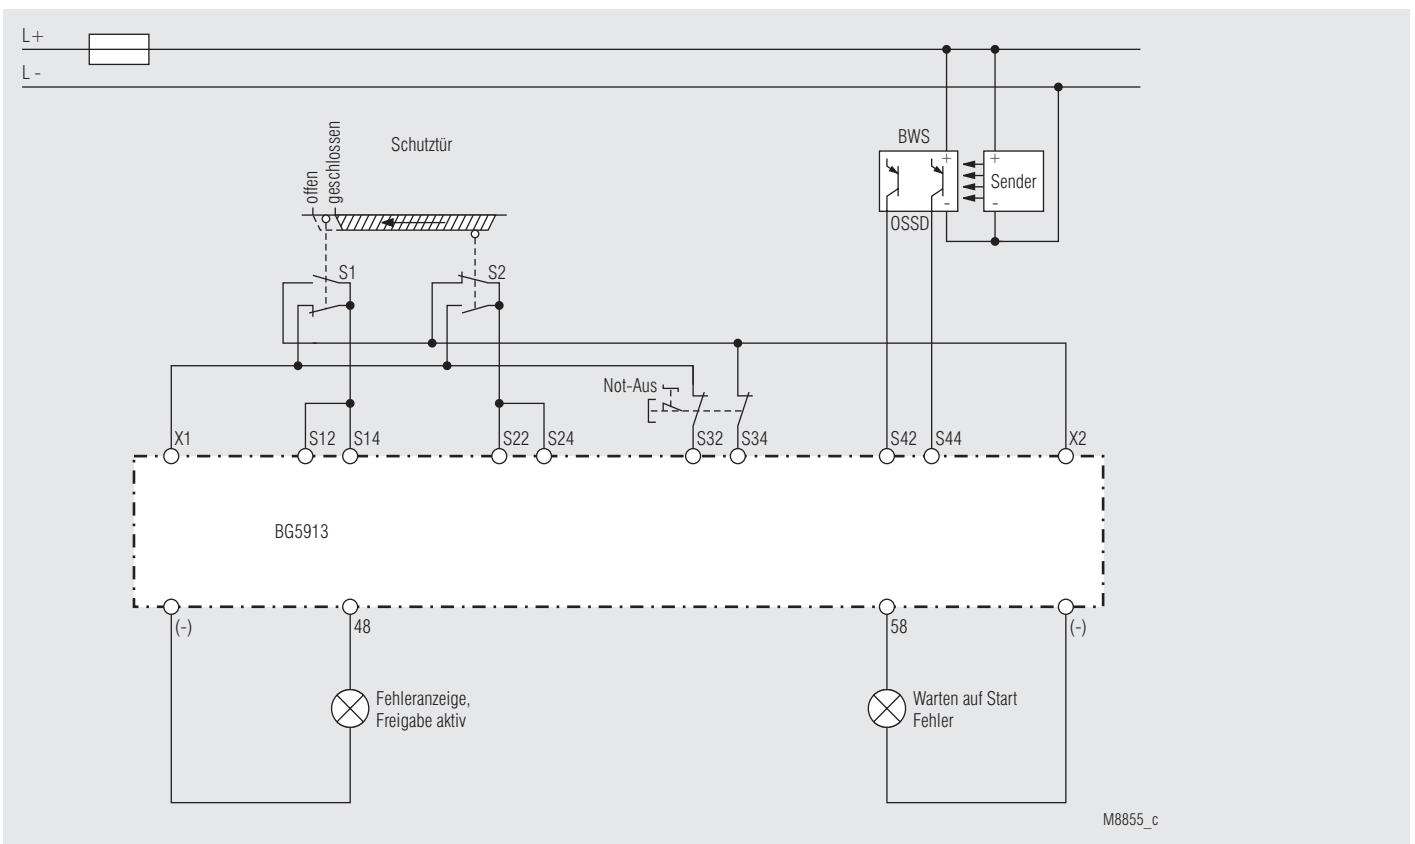 L+
L -
offen
geschlossen
Schutztür
BWS
+
+
Sender
-
-
OSSD
S1
S2
Not-Aus
X1
S12
S14
S22
S24
S32
S34
S42
S44
X2
BG5913
(-)
48
58
(-)
Fehleranzeige,
Freigabe aktiv
Warten auf Start
Fehler
M8855_c